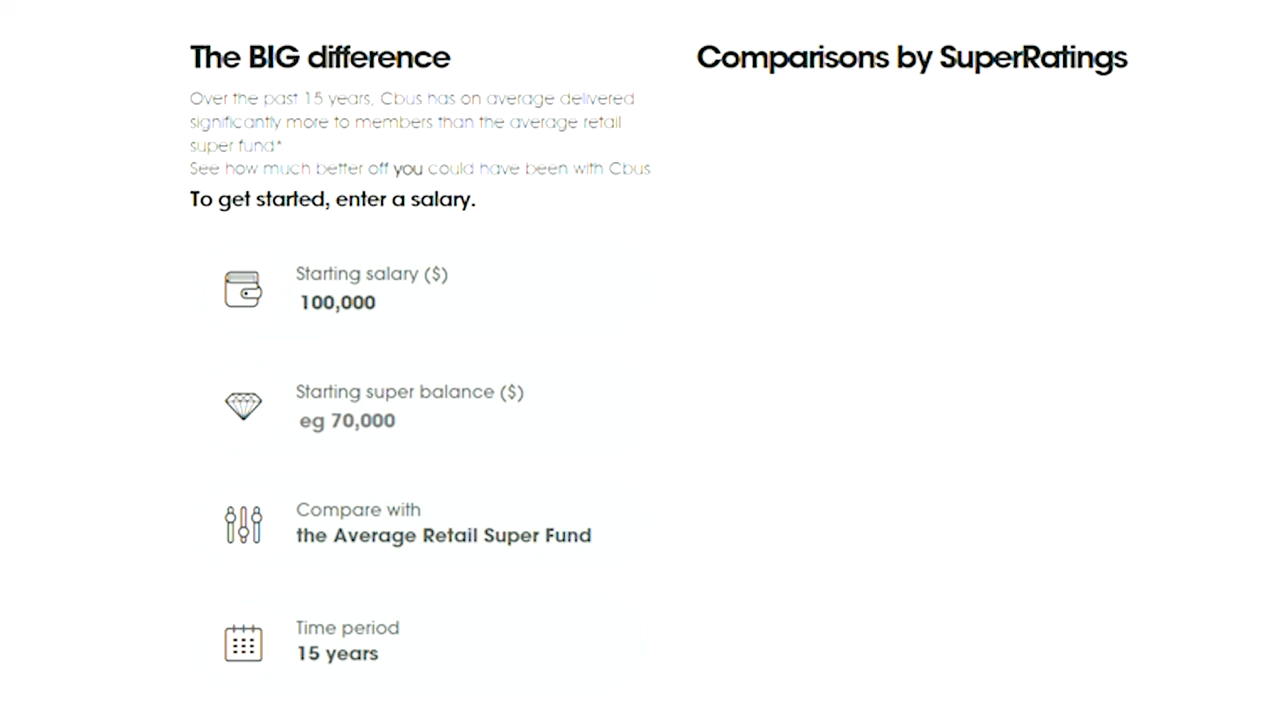 The BIG difference
Over the past 15 years, Cbus has on average delivered
significantly more to members than the average retail
super fund*
See how much better off you could have been with Cbus
To get started, enter a salary.
Starting salary ($)
100,000
Starting super balance ($)
eg 70,000
Compare with
the Average Retail Super Fund
Time period
15 years
Comparisons by SuperRatings